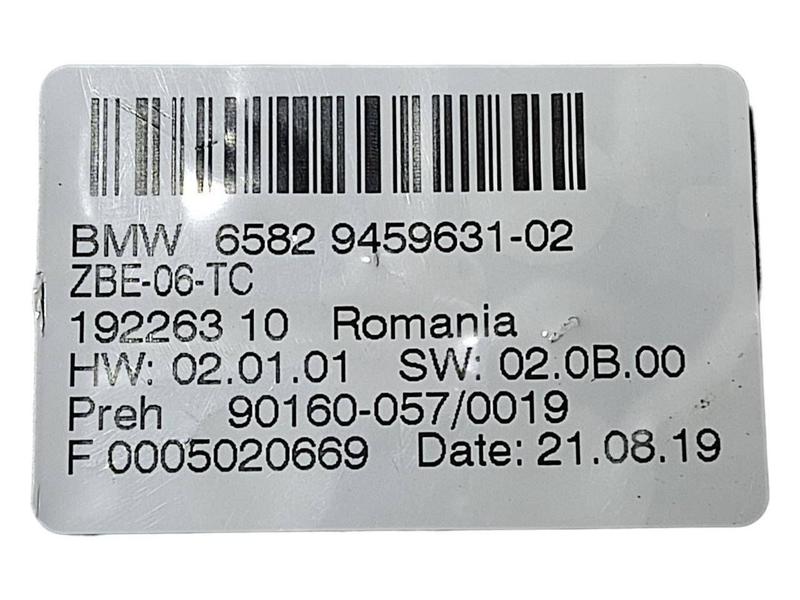 BMW 6582 9459631-02
ZBE-06-TC
192263 10 Romania
HW: 02.01.01 SW: 02.0B.00
Preh 90160-057/0019
F 0005020669 Date: 21.08.19